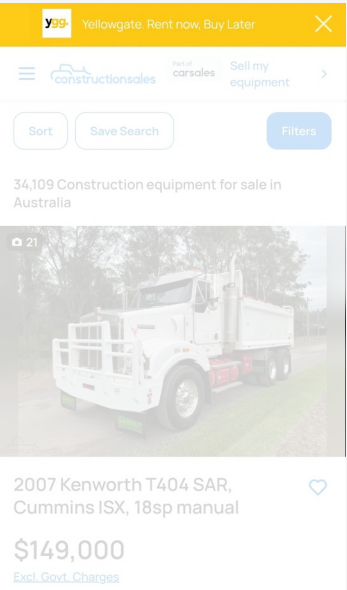 ygg. Yellowgate. Rent now, Buy Later
constructionsales
Part of
carsales
Sell my
equipment
Sort
Save Search
Filters
34,109 Construction equipment for sale in
Australia
21
2007 Kenworth T404 SAR,
Cummins ISX, 18sp manual
$149,000
Excl. Govt. Charges